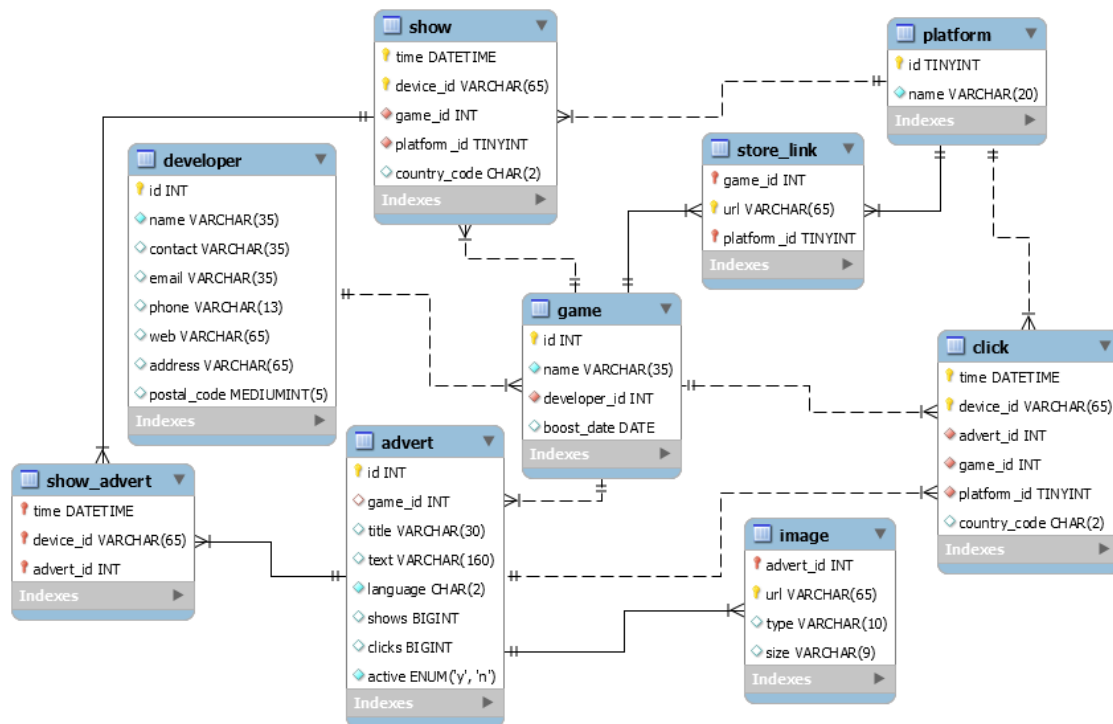 show
time DATETIME
device_id VARCHAR(65)
game_id INT
platform_id TINYINT
country_code CHAR(2)
Indexes
platform
id TINYINT
name VARCHAR(20)
Indexes
developer
id INT
name VARCHAR(35)
contact VARCHAR(35)
email VARCHAR(35)
phone VARCHAR(13)
web VARCHAR(65)
address VARCHAR(65)
postal_code MEDIUMINT(5)
Indexes
store_link
game_id INT
url VARCHAR(65)
platform_id TINYINT
Indexes
game
id INT
name VARCHAR(35)
developer_id INT
boost_date DATE
Indexes
click
time DATETIME
device_id VARCHAR(65)
advert_id INT
game_id INT
platform_id TINYINT
country_code CHAR(2)
Indexes
advert
id INT
game_id INT
title VARCHAR(30)
text VARCHAR(160)
language CHAR(2)
shows BIGINT
clicks BIGINT
active ENUM('y', 'n')
Indexes
show_advert
time DATETIME
device_id VARCHAR(65)
advert_id INT
Indexes
image
advert_id INT
url VARCHAR(65)
type VARCHAR(10)
size VARCHAR(9)
Indexes